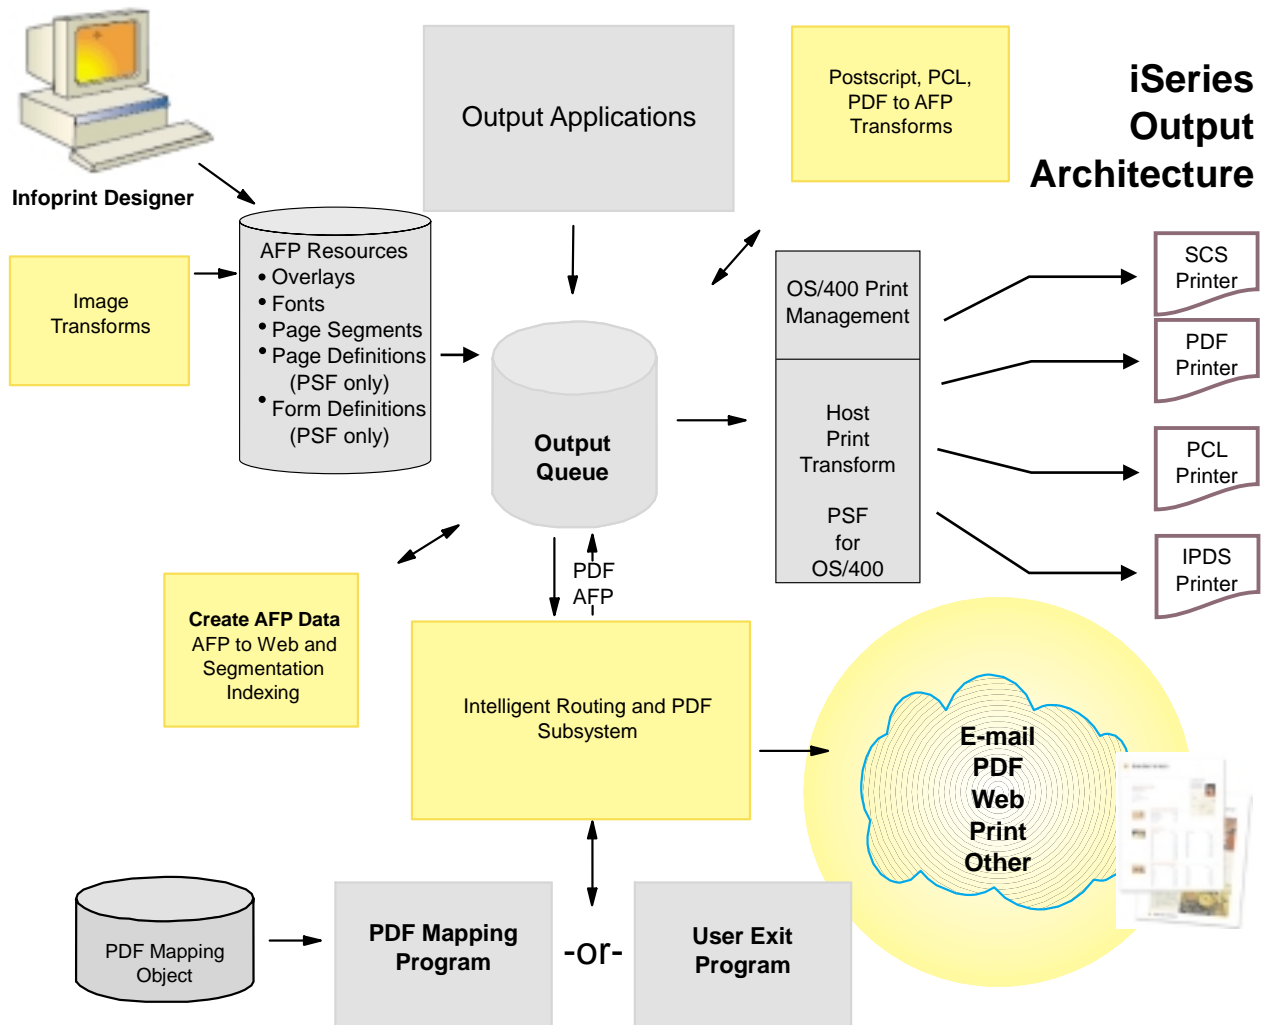 iSeries
Output
Architecture
Output Applications
Postscript, PCL,
PDF to AFP
Transforms
Infoprint Designer
Image
Transforms
AFP Resources
• Overlays
• Fonts
• Page Segments
• Page Definitions
(PSF only)
• Form Definitions
(PSF only)
Output
Queue
OS/400 Print
Management
Host
Print
Transform
PSF
for
OS/400
SCS
Printer
PDF
Printer
PCL
Printer
IPDS
Printer
PDF
AFP
Create AFP Data
AFP to Web and
Segmentation
Indexing
Intelligent Routing and PDF
Subsystem
E-mail
PDF
Web
Print
Other
PDF Mapping
Object
PDF Mapping
Program
-or-
User Exit
Program